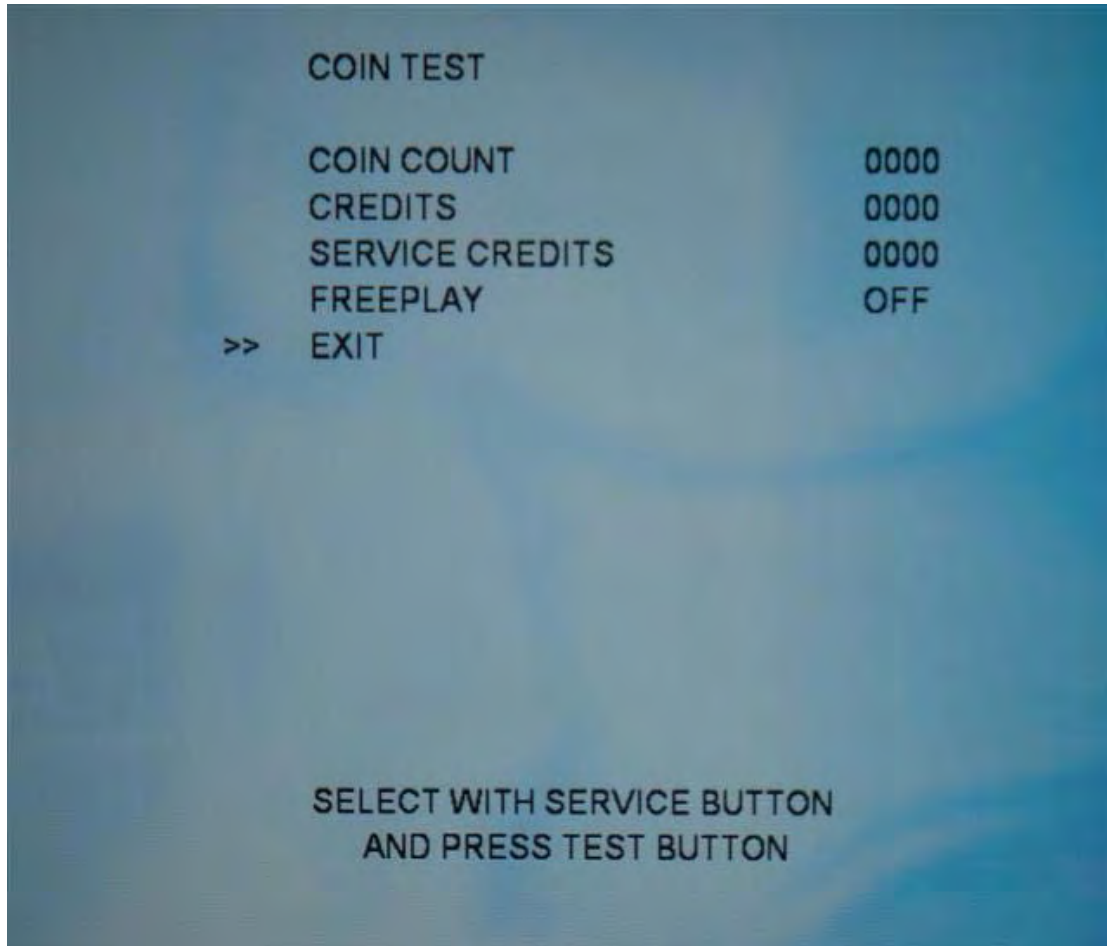 COIN TEST
COIN COUNT 0000
CREDITS 0000
SERVICE CREDITS 0000
FREEPLAY OFF
>> EXIT
SELECT WITH SERVICE BUTTON
AND PRESS TEST BUTTON